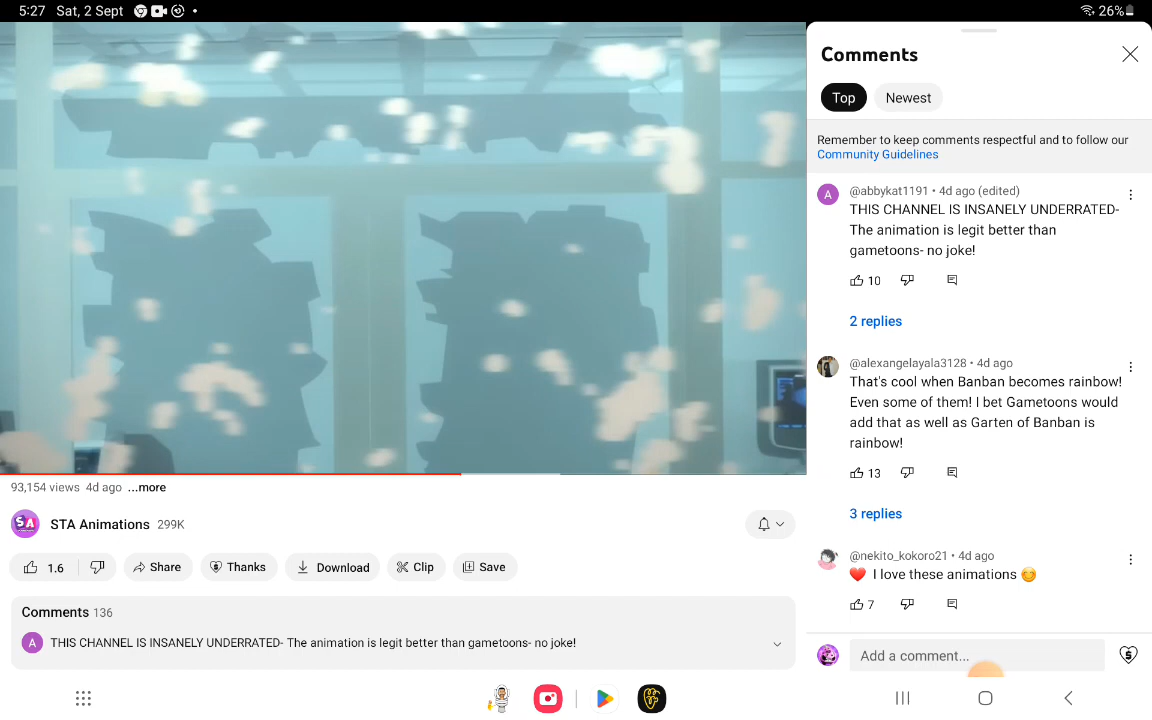 5:27 Sat, 2 Sept
26%
93,154 views 4d ago ...more
STA Animations 299K
1.6
Share
Thanks
Download
Clip
Save
Comments 136
A THIS CHANNEL IS INSANELY UNDERRATED- The animation is legit better than gametoons- no joke!
Comments
Top
Newest
Remember to keep comments respectful and to follow our
Community Guidelines
A
@abbykat1191 • 4d ago (edited)
THIS CHANNEL IS INSANELY UNDERRATED-
The animation is legit better than
gametoons- no joke!
10
2 replies
@alexangelayala3128 • 4d ago
That's cool when Banban becomes rainbow!
Even some of them! I bet Gametoons would
add that as well as Garten of Banban is
rainbow!
13
3 replies
@nekito_kokoro21 • 4d ago
❤️ I love these animations 😊
7
Add a comment...